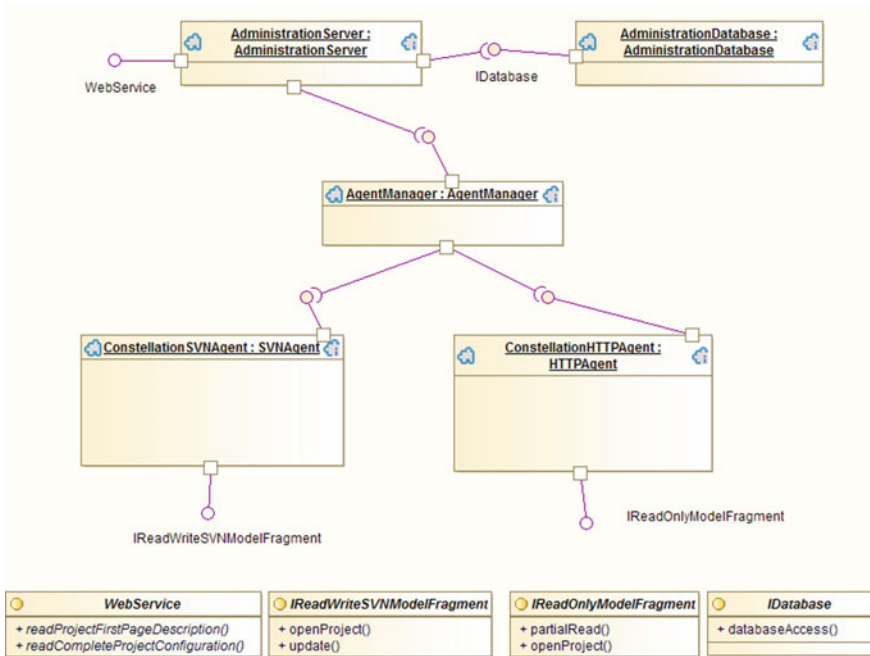 AdministrationServer :
AdministrationServer
AdministrationDatabase :
AdministrationDatabase
WebService
IDatabase
AgentManager : AgentManager
ConstellationSVNAgent : SVNAgent
ConstellationHTTPAgent :
HTTPAgent
IReadWriteSVNModelFragment
IReadOnlyModelFragment
WebService
+ readProjectFirstPageDescription()
+ readCompleteProjectConfiguration()
IReadWriteSVNModelFragment
+ openProject()
+ update()
IReadOnlyModelFragment
+ partialRead()
+ openProject()
IDatabase
+ databaseAccess()